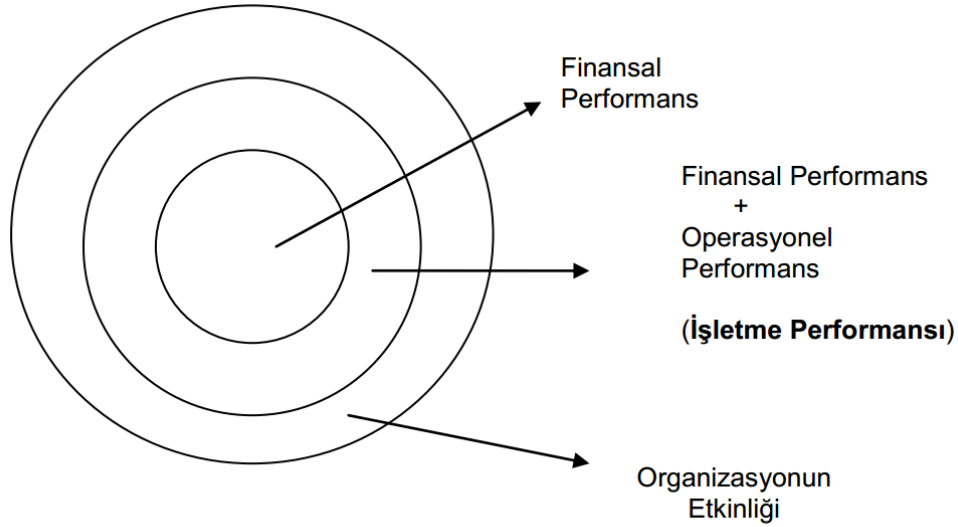 Finansal
Performans
Finansal Performans
+
Operasyonel
Performans
(İşletme Performansı)
Organizasyonun
Etkinliği